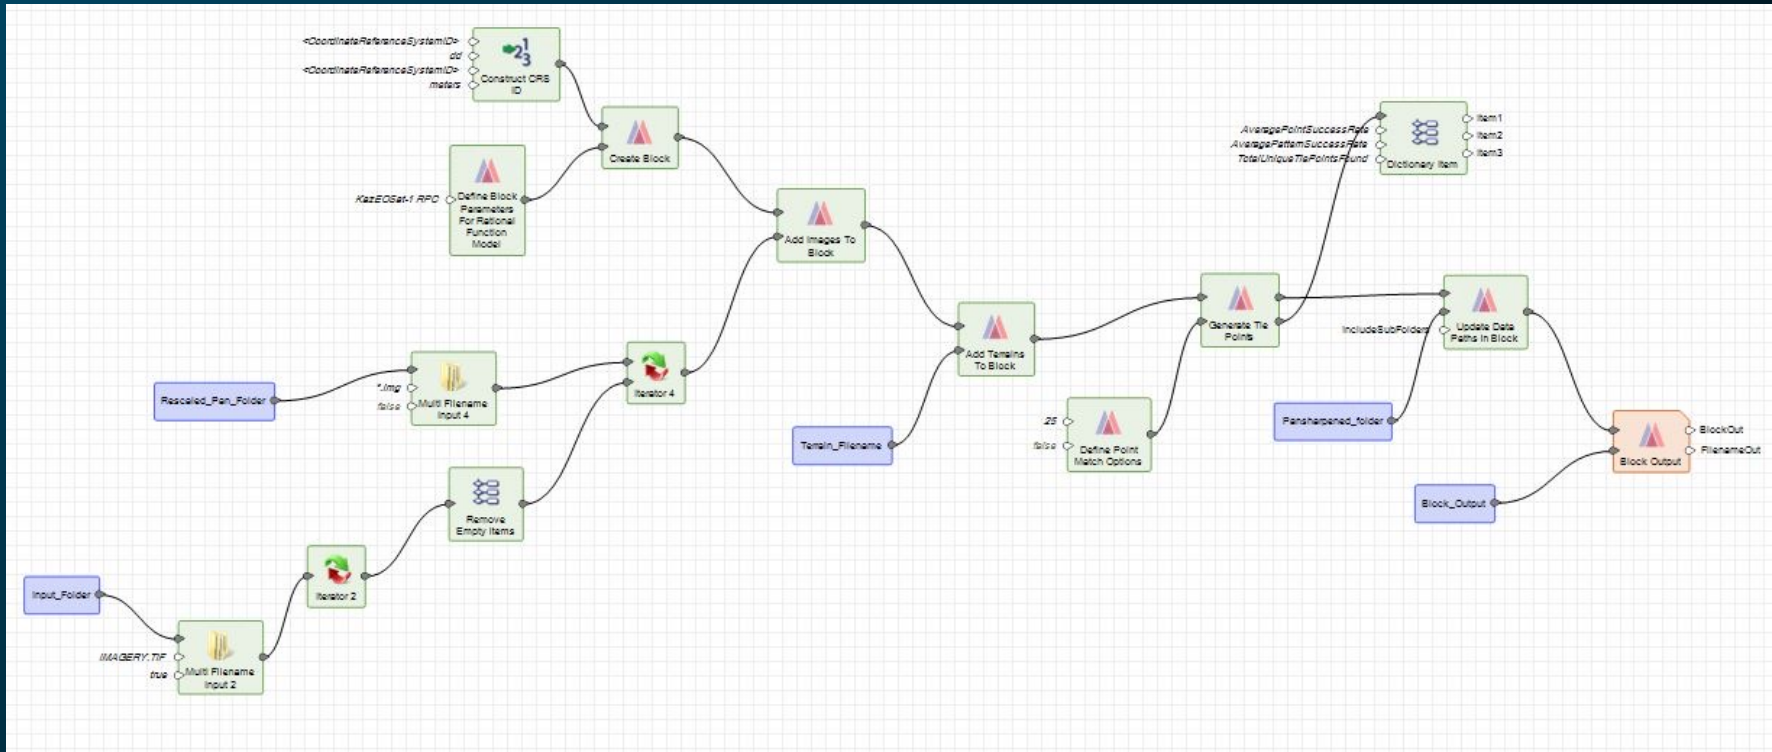 <CoordinateReferenceSystemID>
dd
<CoordinateReferenceSystemID>
meters
Construct CRS
ID
Create Block
KazEOSat-1 RPC
Define Block
Parameters
For Rational
Function
Model
Add Images To
Block
AveragePointSuccessRate
AveragePatternSuccessRate
TotalUniqueTiePointsFound
Dictionary Item
Item1
Item2
Item3
Generate Tie
Points
IncludeSubFolders
Update Data
Paths In Block
Add Terrains
To Block
Rescaled_Pan_Folder
*.img
false
Multi Filename
Input 4
Iterator 4
Terrain_Filename
.25
false
Define Point
Match Options
Pansharpened_folder
Block Output
BlockOut
FilenameOut
Block_Output
Remove
Empty Items
Iterator 2
Input_Folder
IMAGERY.TIF
true
Multi Filename
Input 2